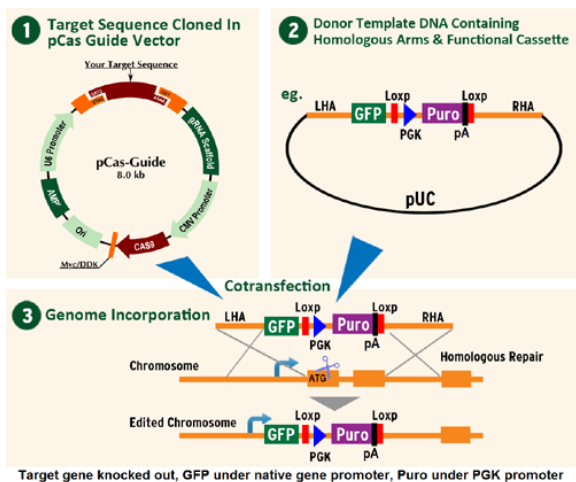 1 Target Sequence Cloned In
pCas Guide Vector
Your Target Sequence
U6 Promoter
gRNA Scaffold
pCas-Guide
8.0 kb
AMPr
CMV Promoter
Ori
CAS9
Myc/DDK
2 Donor Template DNA Containing
Homologous Arms & Functional Cassette
eg.
Loxp Loxp
LHA GFP Puro RHA
PGK pA
pUC
Cotransfection
3 Genome Incorporation
LHA Loxp Loxp RHA
GFP Puro
PGK pA
Homologous Repair
Chromosome
ATG
Edited Chromosome
Loxp Loxp
GFP Puro
PGK pA
Target gene knocked out, GFP under native gene promoter, Puro under PGK promoter